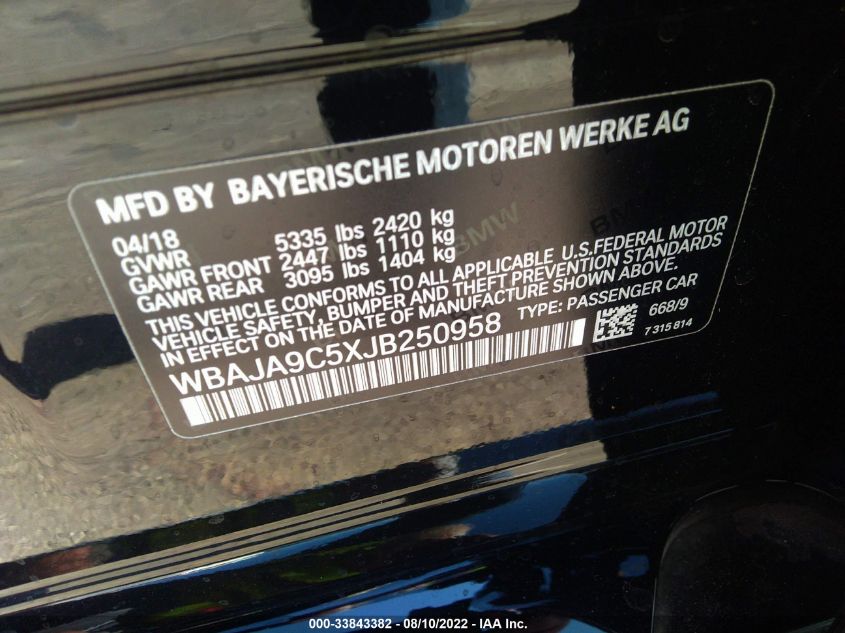 MFD BY BAYERISCHE MOTOREN WERKE AG
04/18
GVWR 5335 lbs 2420 kg
GAWR FRONT 2447 lbs 1110 kg
GAWR REAR 3095 lbs 1404 kg
THIS VEHICLE CONFORMS TO ALL APPLICABLE U.S.FEDERAL MOTOR
VEHICLE SAFETY, BUMPER AND THEFT PREVENTION STANDARDS
IN EFFECT ON THE DATE OF MANUFACTURE SHOWN ABOVE.
WBAJA9C5XJB250958 TYPE: PASSENGER CAR
668/9
7 315 814
BMW
BMW
000-33843382 - 08/10/2022 - IAA Inc.